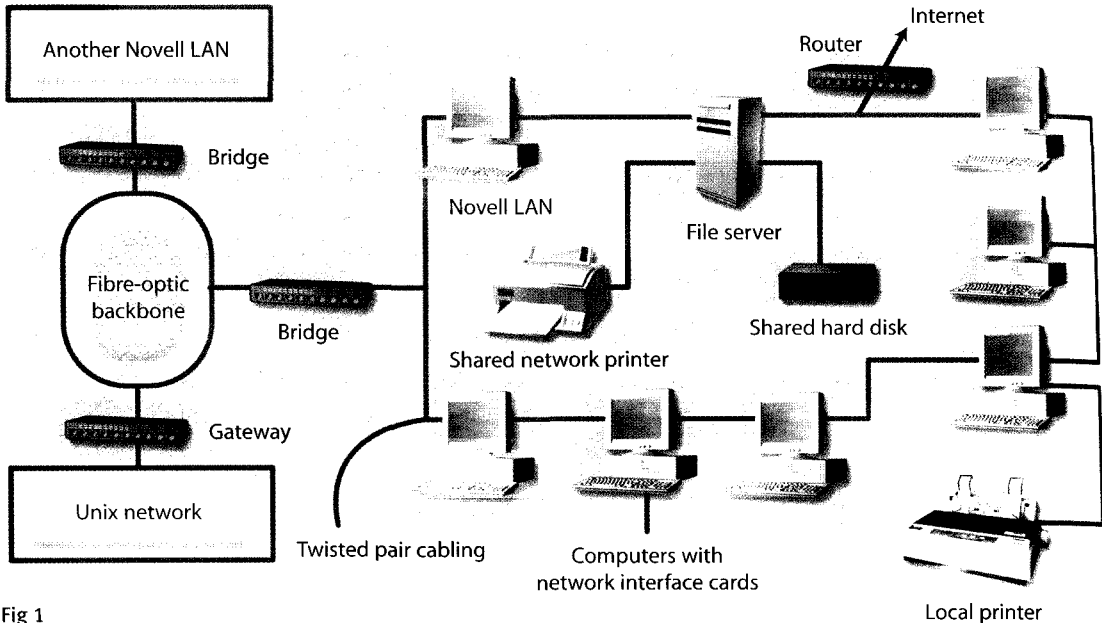 Another Novell LAN
Internet
Router
Bridge
Novell LAN
File server
Fibre-optic
backbone
Bridge
Shared hard disk
Shared network printer
Gateway
Unix network
Twisted pair cabling
Computers with
network interface cards
Fig 1
Local printer